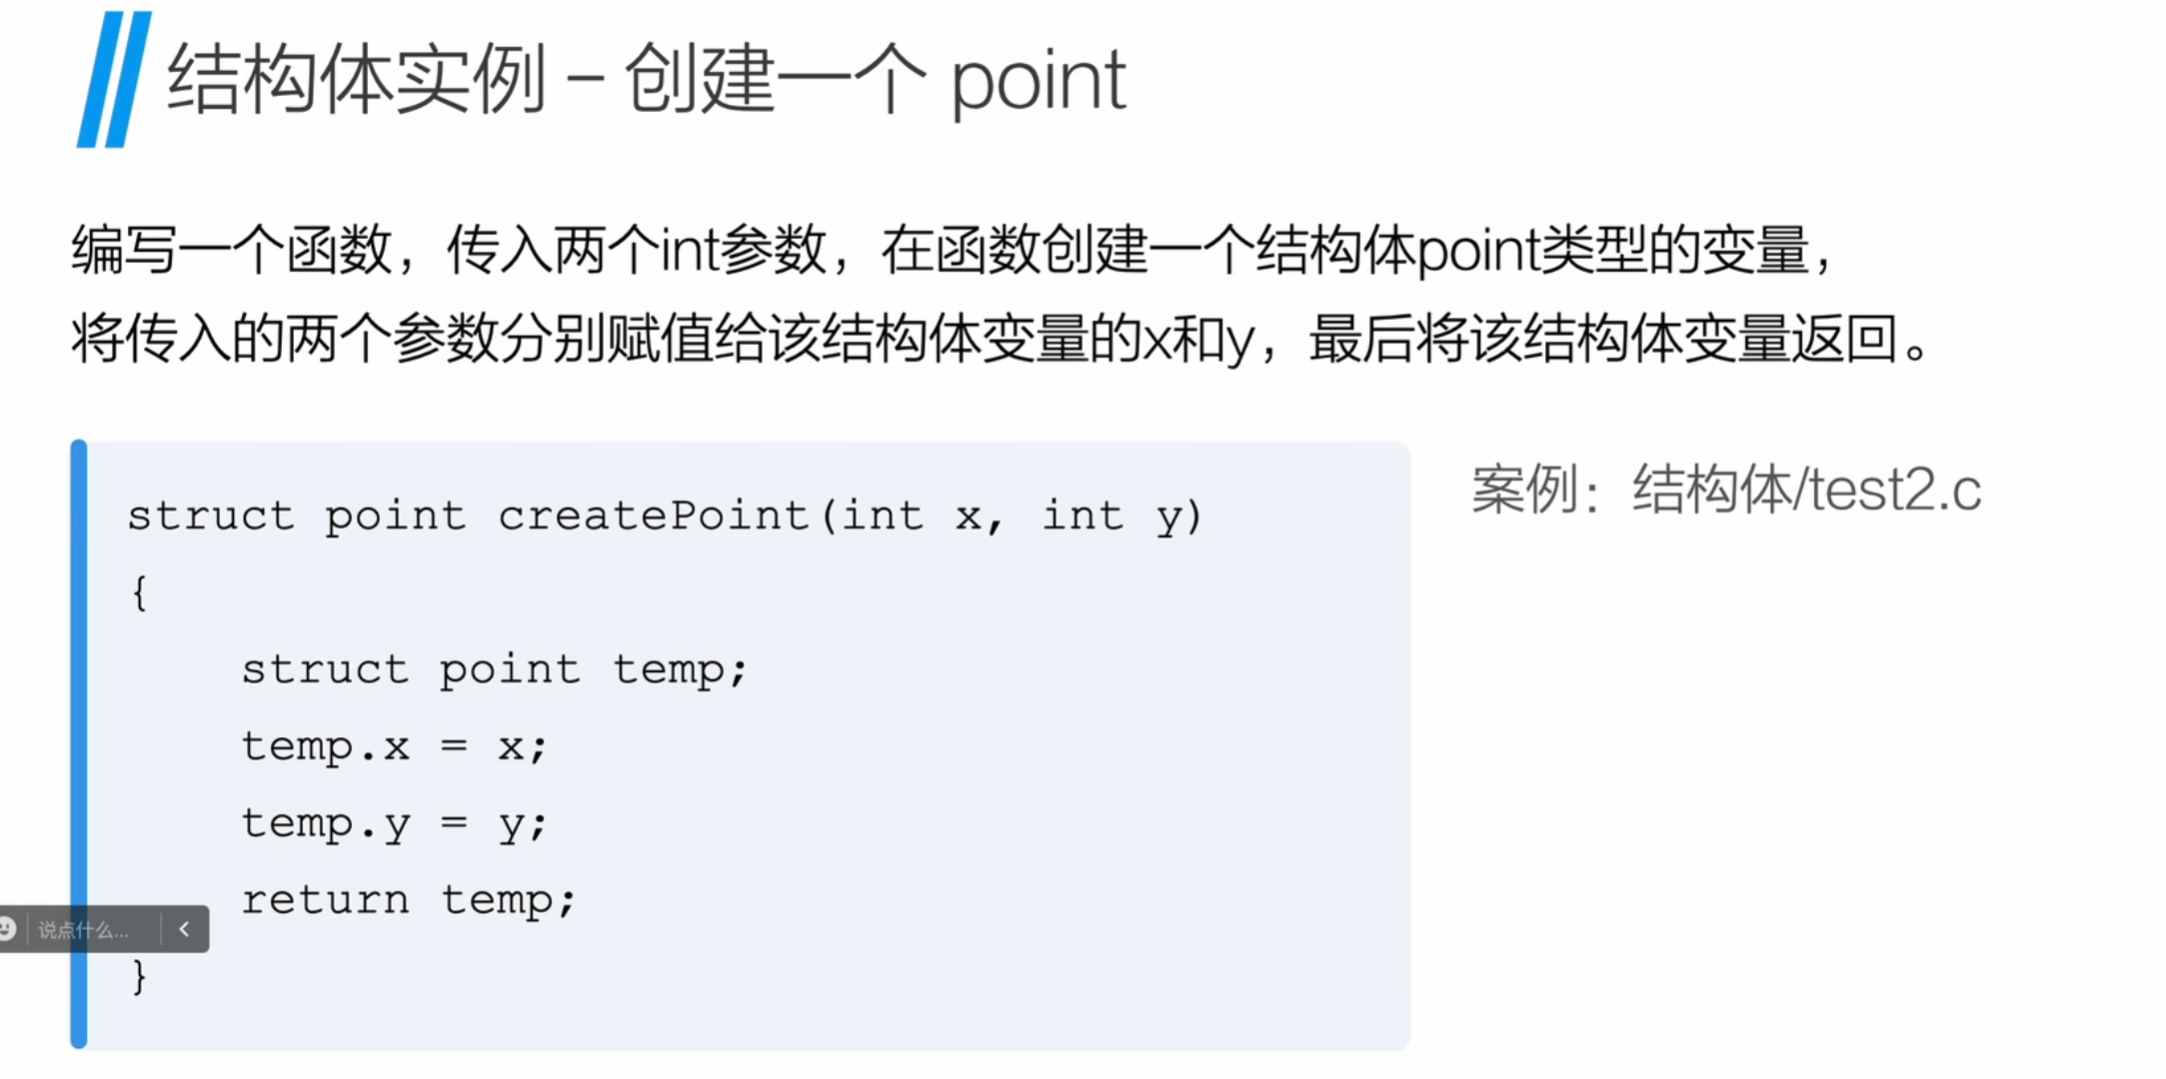 结构体实例 – 创建一个 point
编写一个函数，传入两个int参数，在函数创建一个结构体point类型的变量，
将传入的两个参数分别赋值给该结构体变量的x和y，最后将该结构体变量返回。
struct point createPoint(int x, int y)
{
    struct point temp;
    temp.x = x;
    temp.y = y;
    return temp;
}
案例：结构体/test2.c
说点什么...